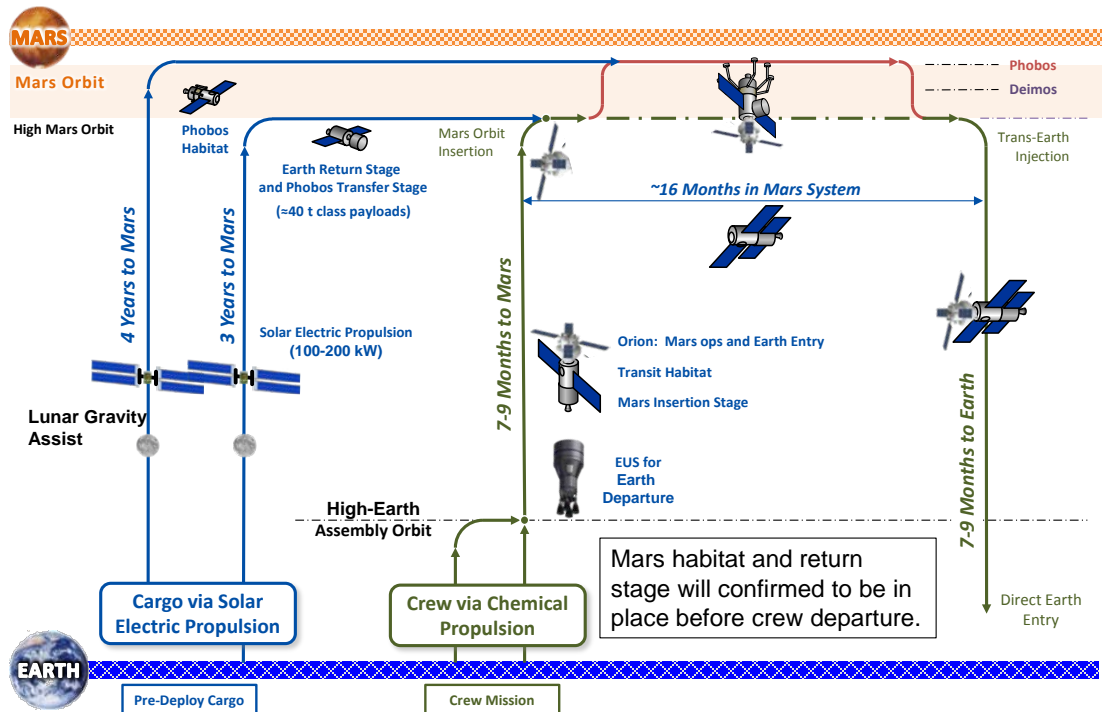 MARS
Mars Orbit
Phobos
Deimos
High Mars Orbit
Phobos
Habitat
Earth Return Stage
and Phobos Transfer Stage
(≈40 t class payloads)
Mars Orbit
Insertion
Trans-Earth
Injection
~16 Months in Mars System
4 Years to Mars
3 Years to Mars
7-9 Months to Mars
7-9 Months to Earth
Solar Electric Propulsion
(100-200 kW)
Orion:  Mars ops and Earth Entry
Transit Habitat
Mars Insertion Stage
Lunar Gravity
Assist
EUS for
Earth
Departure
High-Earth
Assembly Orbit
Mars habitat and return
stage will confirmed to be in
place before crew departure.
Cargo via Solar
Electric Propulsion
Crew via Chemical
Propulsion
Direct Earth
Entry
EARTH
Pre-Deploy Cargo
Crew Mission